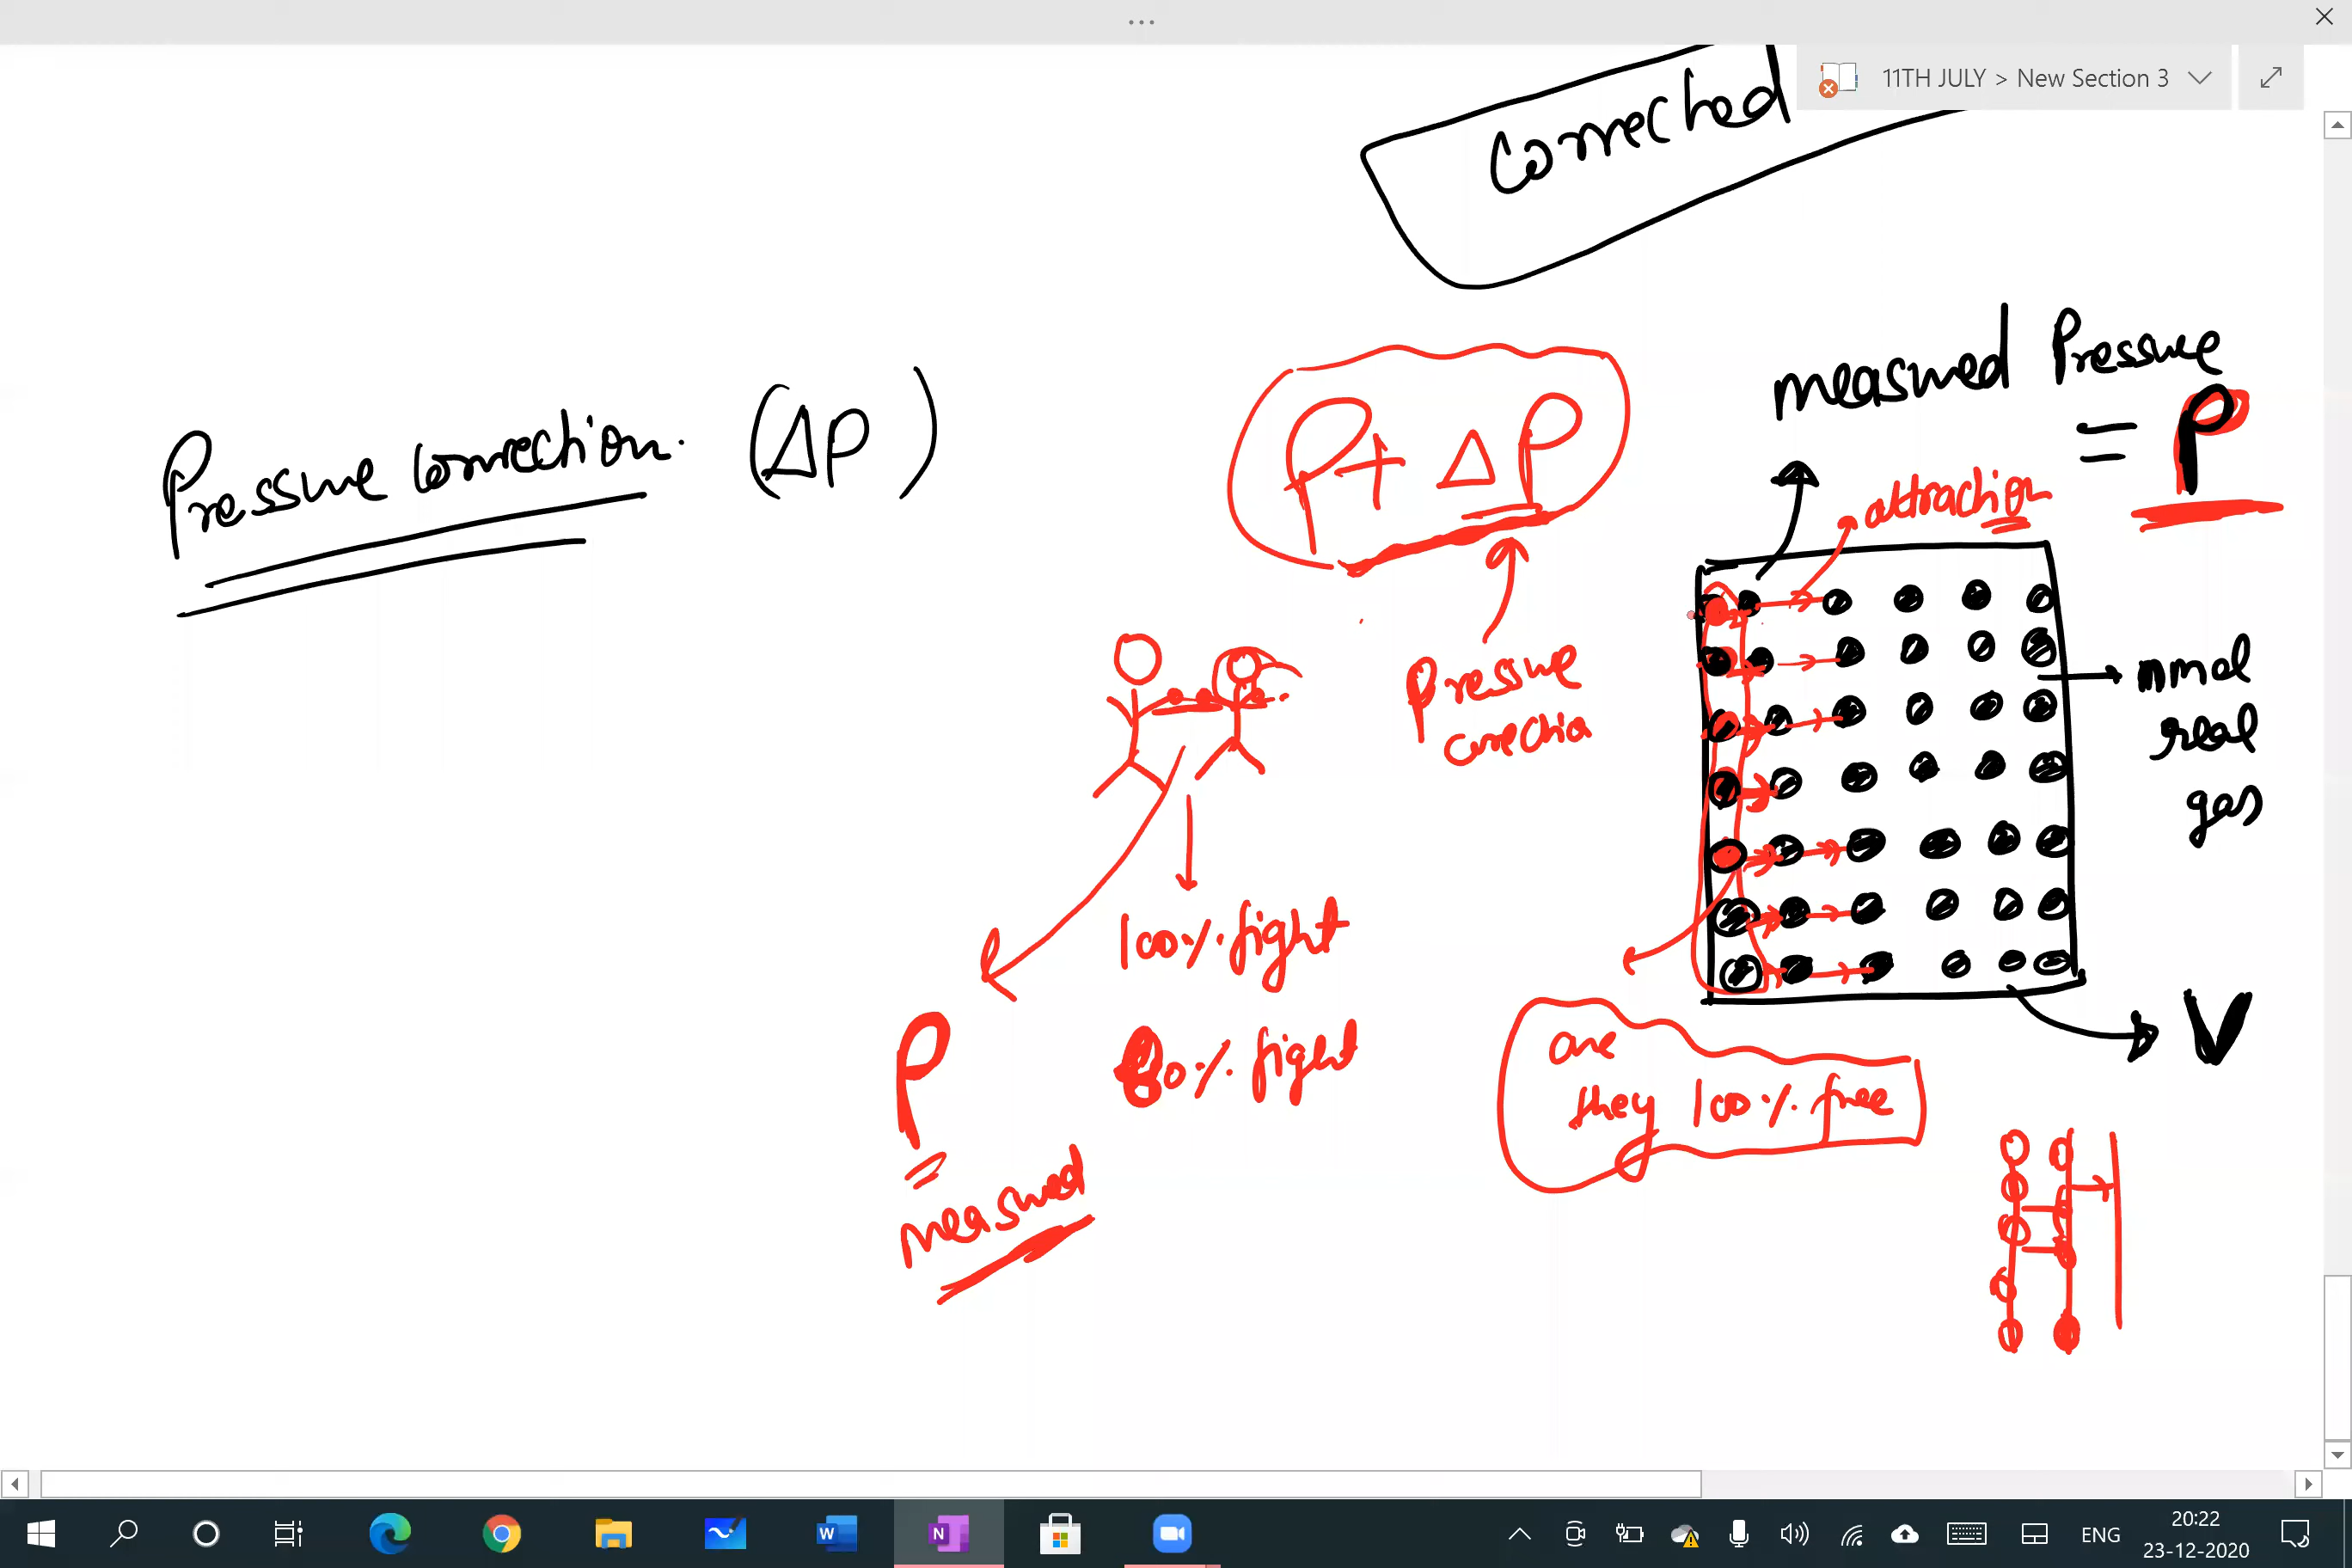 11TH JULY > New Section 3
Corrected
Pressure Correction. (ΔP)
P + ΔP
measured Pressure
= P
attraction
Pressure
correction
nmol
real
gas
100% fight
80% fight
P
measured
are
they 100% free
V
ENG
20:22
23-12-2020